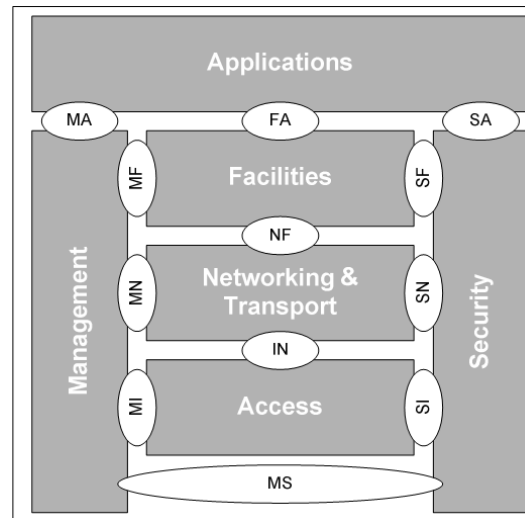 Applications
MA
FA
SA
MF
Facilities
SF
NF
Management
MN
Networking &
Transport
SN
Security
IN
MI
Access
SI
MS